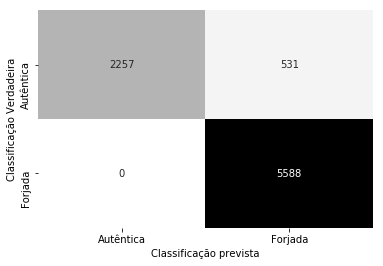 Classificação Verdadeira
Autêntica
Forjada
2257
531
0
5588
Autêntica
Forjada
Classificação prevista